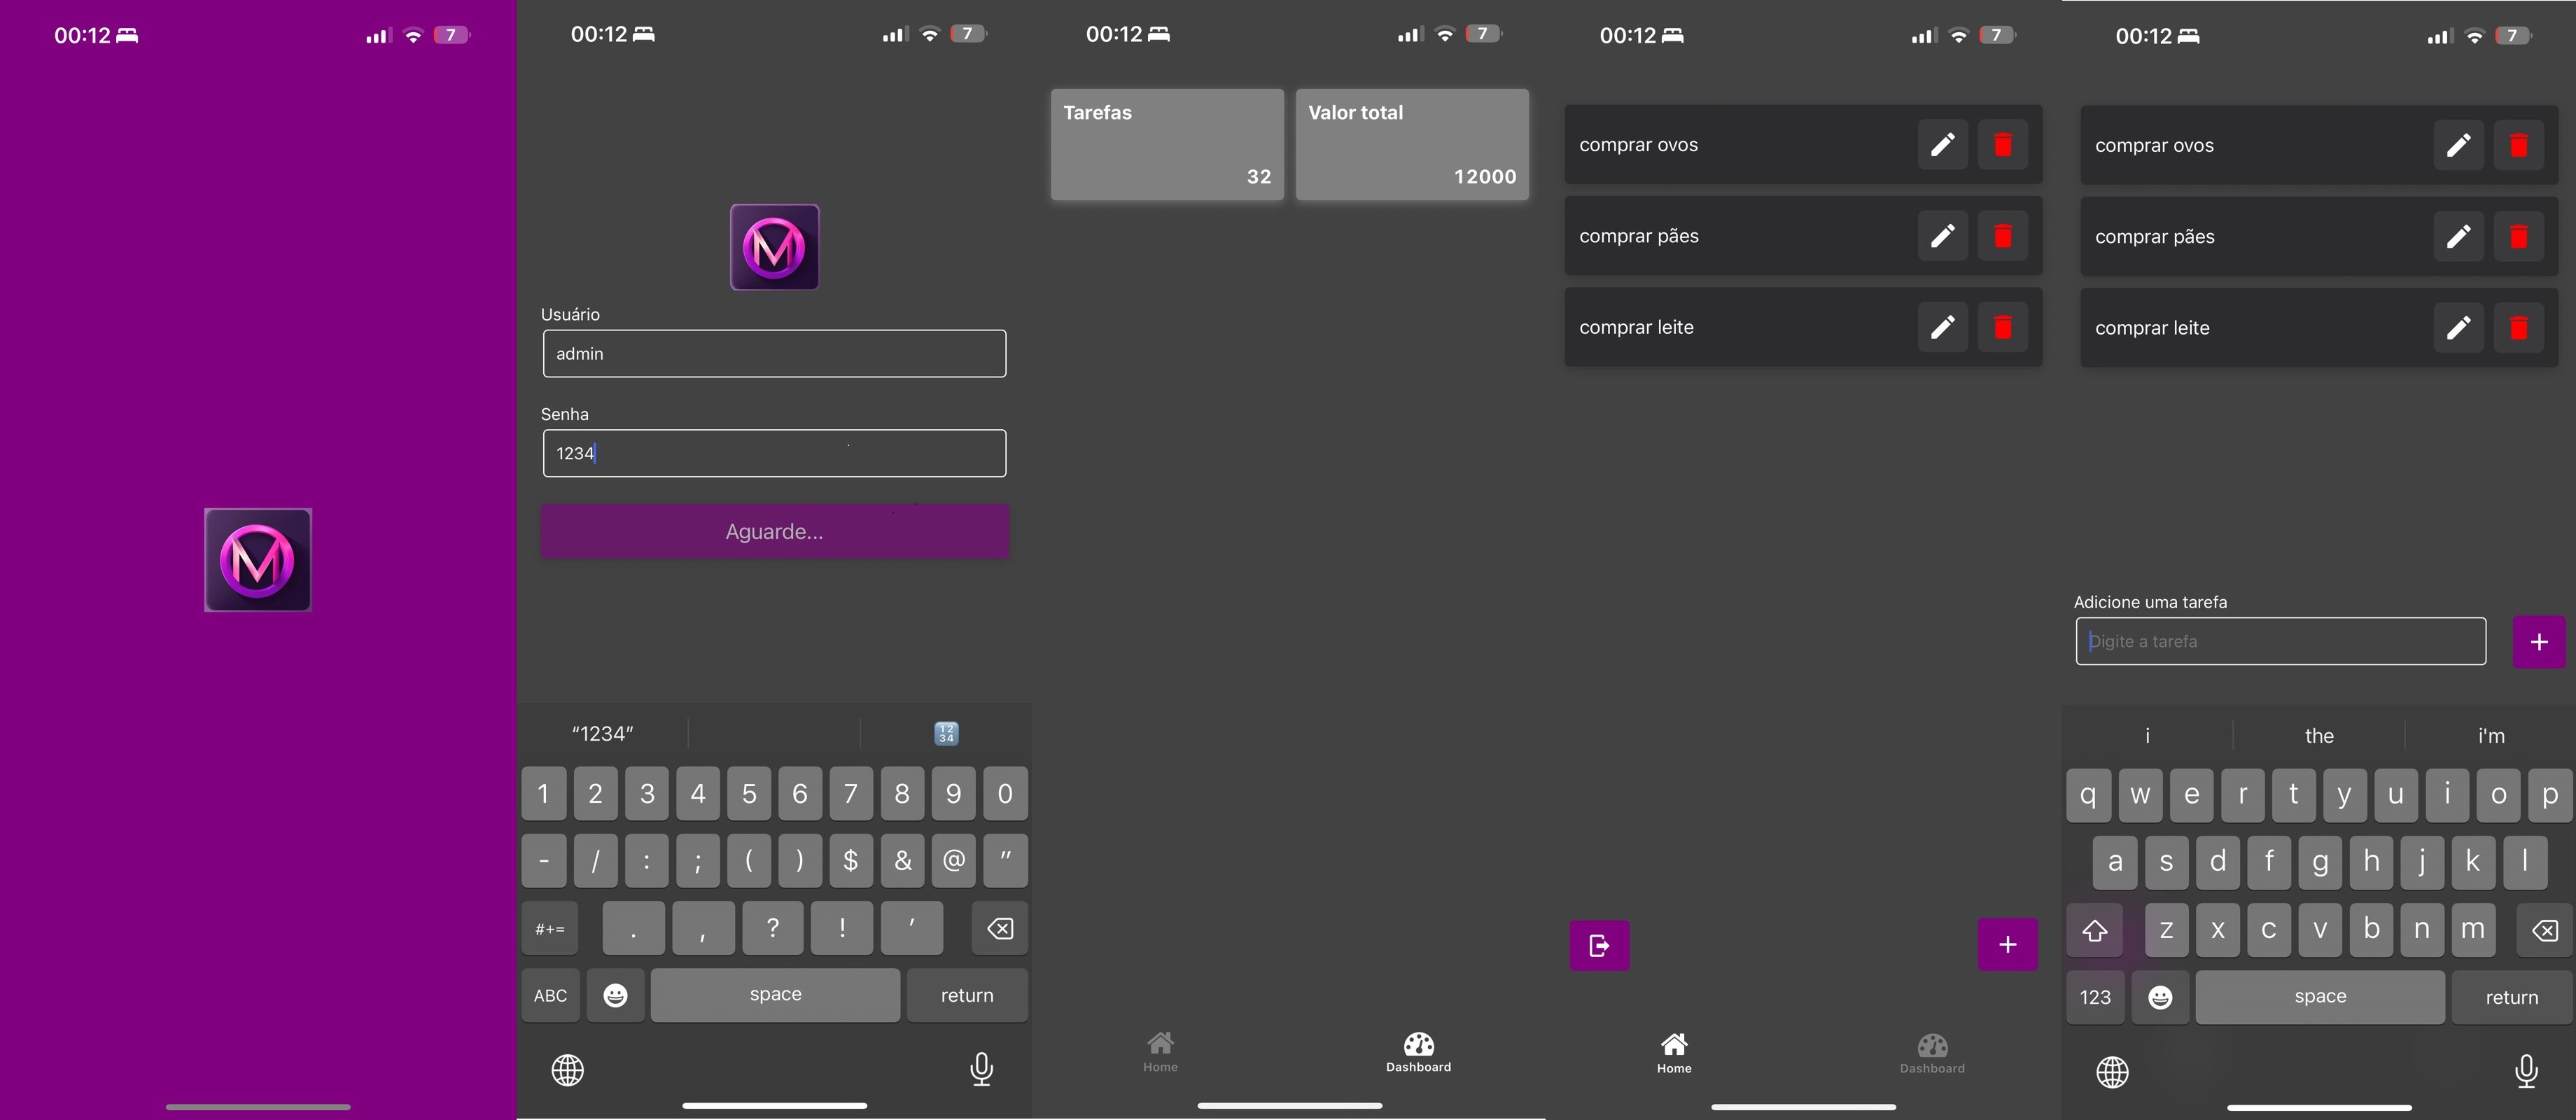 00:12
7
M
00:12
7
M
Usuário
admin
Senha
1234
Aguarde...
“1234”
1234
1 2 3 4 5 6 7 8 9 0
- / : ; ( ) $ & @ "
#+= . , ? ! '
ABC space return
00:12
7
Tarefas
32
Valor total
12000
Home Dashboard
00:12
7
comprar ovos
comprar pães
comprar leite
Home Dashboard
00:12
7
comprar ovos
comprar pães
comprar leite
Adicione uma tarefa
Digite a tarefa
+
i the i'm
q w e r t y u i o p
a s d f g h j k l
z x c v b n m
123 space return